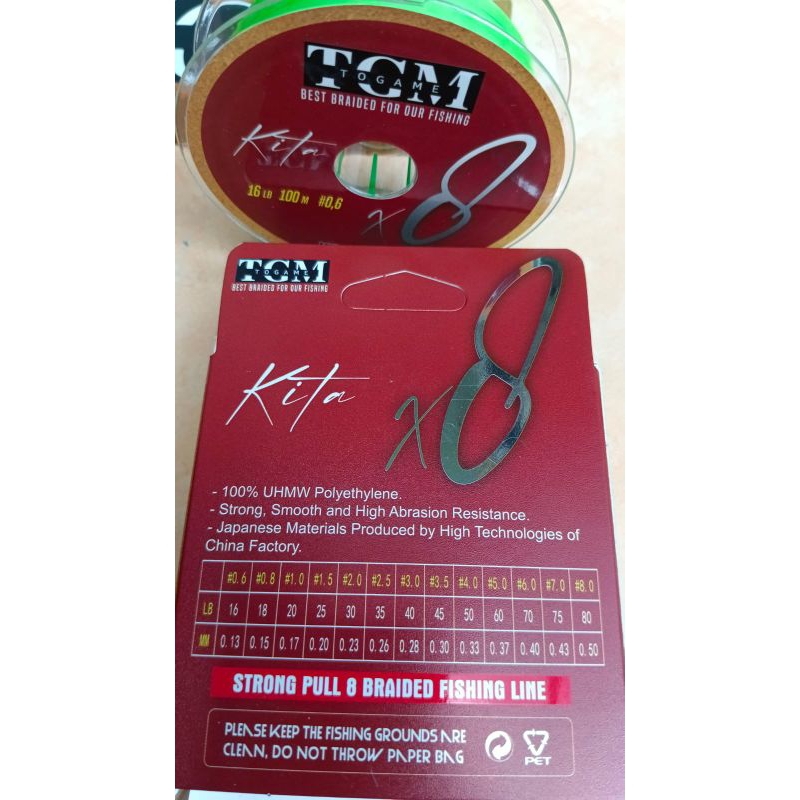 TGM
TOGAME
BEST BRAIDED FOR OUR FISHING
Kita
16 LB 100 M #0,6
x8
TGM
TOGAME
BEST BRAIDED FOR OUR FISHING
Kita
x8
- 100% UHMW Polyethylene.
- Strong, Smooth and High Abrasion Resistance.
- Japanese Materials Produced by High Technologies of
China Factory.
#0.6 #0.8 #1.0 #1.5 #2.0 #2.5 #3.0 #3.5 #4.0 #5.0 #6.0 #7.0 #8.0
LB 16 18 20 25 30 35 40 45 50 60 70 75 80
MM 0.13 0.15 0.17 0.20 0.23 0.26 0.28 0.30 0.33 0.37 0.40 0.43 0.50
STRONG PULL 8 BRAIDED FISHING LINE
PLEASE KEEP THE FISHING GROUNDS ARE
CLEAN, DO NOT THROW PAPER BAG
PET